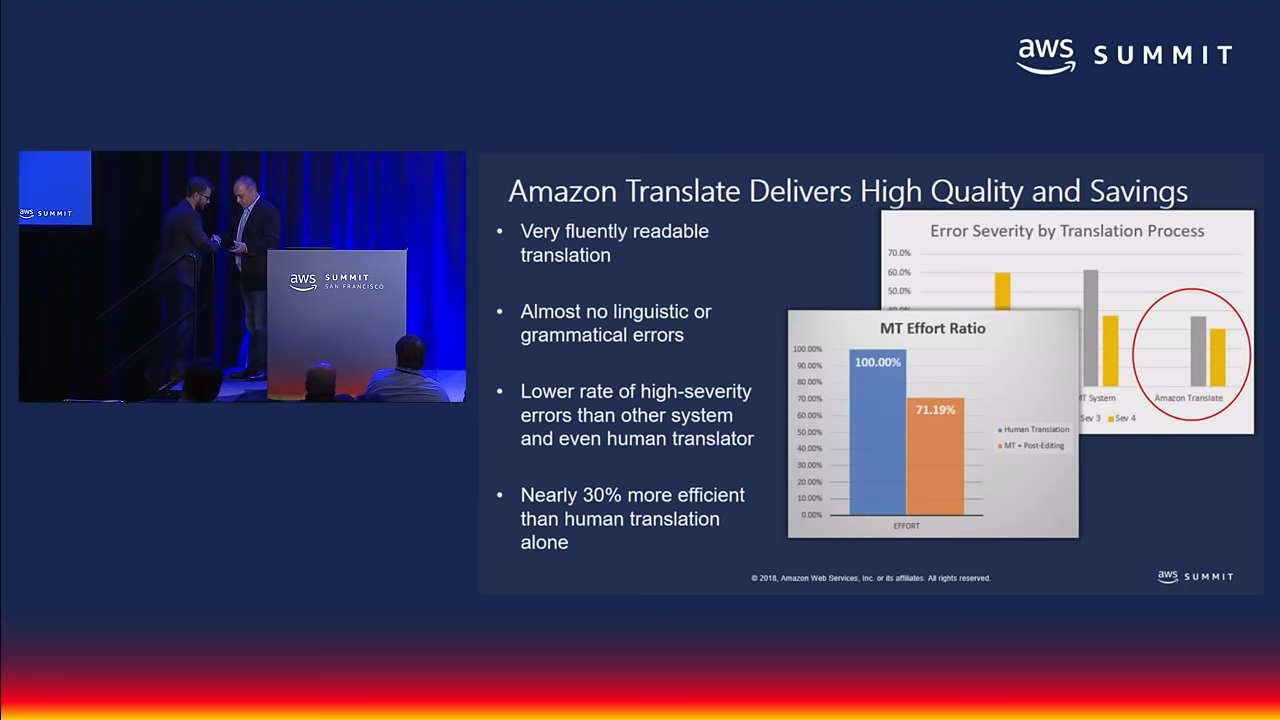 aws SUMMIT
aws SUMMIT
aws SUMMIT
SAN FRANCISCO
Amazon Translate Delivers High Quality and Savings
• Very fluently readable
translation
• Almost no linguistic or
grammatical errors
• Lower rate of high-severity
errors than other system
and even human translator
• Nearly 30% more efficient
than human translation
alone
Error Severity by Translation Process
70.0%
60.0%
50.0%
MT System
Amazon Translate
Sev 3
Sev 4
MT Effort Ratio
100.00%
90.00%
80.00%
70.00%
60.00%
50.00%
40.00%
30.00%
20.00%
10.00%
0.00%
100.00%
71.19%
Human Translation
MT + Post-Editing
EFFORT
© 2018, Amazon Web Services, Inc. or its affiliates. All rights reserved.
aws SUMMIT